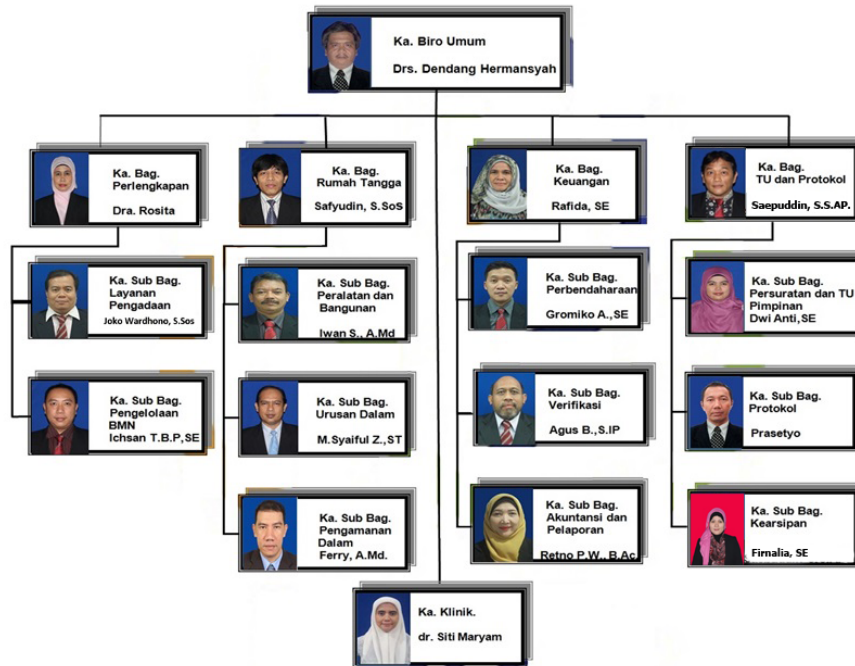 Ka. Biro Umum
Drs. Dendang Hermansyah
Ka. Bag.
Perlengkapan
Dra. Rosita
Ka. Bag.
Rumah Tangga
Safyudin, S.SoS
Ka. Bag.
Keuangan
Rafida, SE
Ka. Bag.
TU dan Protokol
Saepuddin, S.S.AP.
Ka. Sub Bag.
Layanan
Pengadaan
Joko Wardhono, S.Sos
Ka. Sub Bag.
Peralatan dan
Bangunan
Iwan S., A.Md
Ka. Sub Bag.
Perbendaharaan
Gromiko A.,SE
Ka. Sub Bag.
Persuratan dan TU
Pimpinan
Dwi Anti,SE
Ka. Sub Bag.
Pengelolaan
BMN
Ichsan T.B.P,SE
Ka. Sub Bag.
Urusan Dalam
M.Syaiful Z.,ST
Ka. Sub Bag.
Verifikasi
Agus B.,S.IP
Ka. Sub Bag.
Protokol
Prasetyo
Ka. Sub Bag.
Pengamanan
Dalam
Ferry, A.Md.
Ka. Sub Bag.
Akuntansi dan
Pelaporan
Retno P.W., B.Ac
Ka. Sub Bag.
Kearsipan
Firnalia, SE
Ka. Klinik.
dr. Siti Maryam